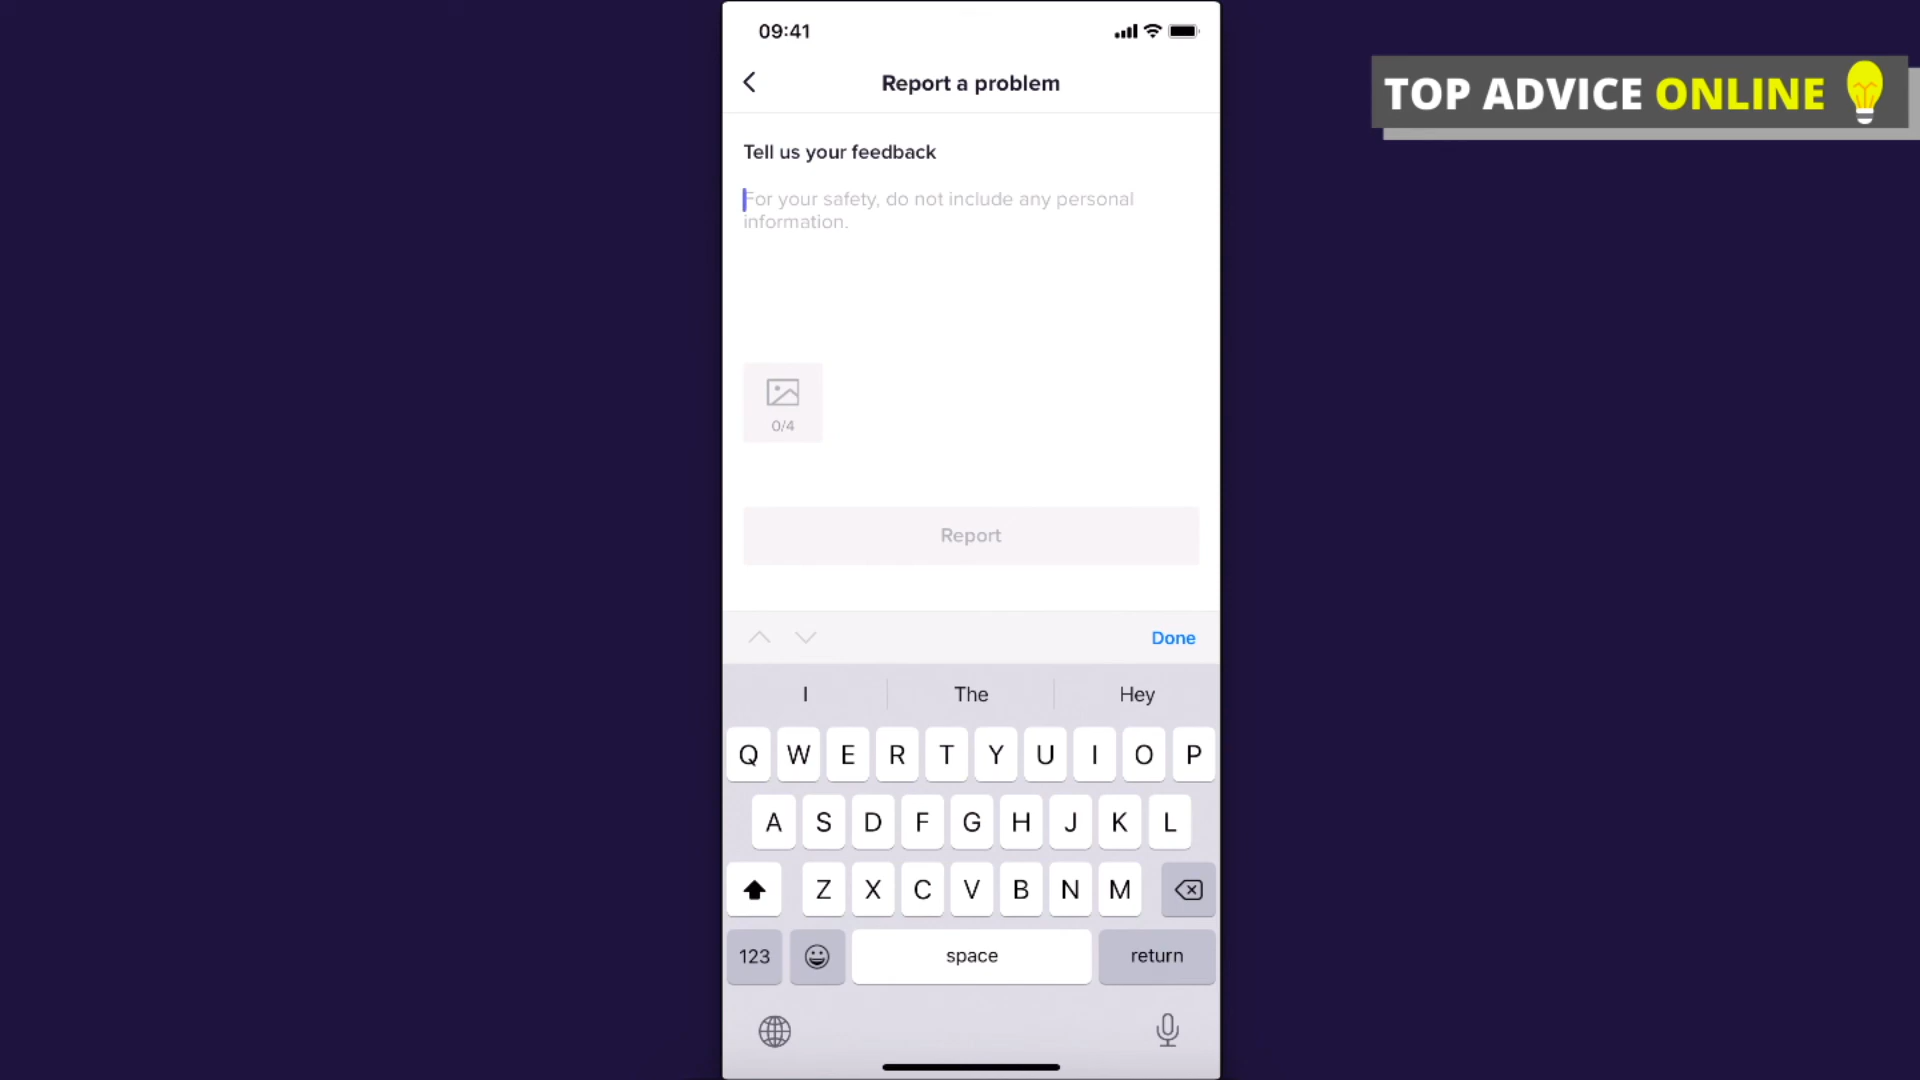 09:41
Report a problem
TOP ADVICE ONLINE
Tell us your feedback
For your safety, do not include any personal
information.
0/4
Report
Done
I The Hey
Q W E R T Y U I O P
A S D F G H J K L
Z X C V B N M
123 space return